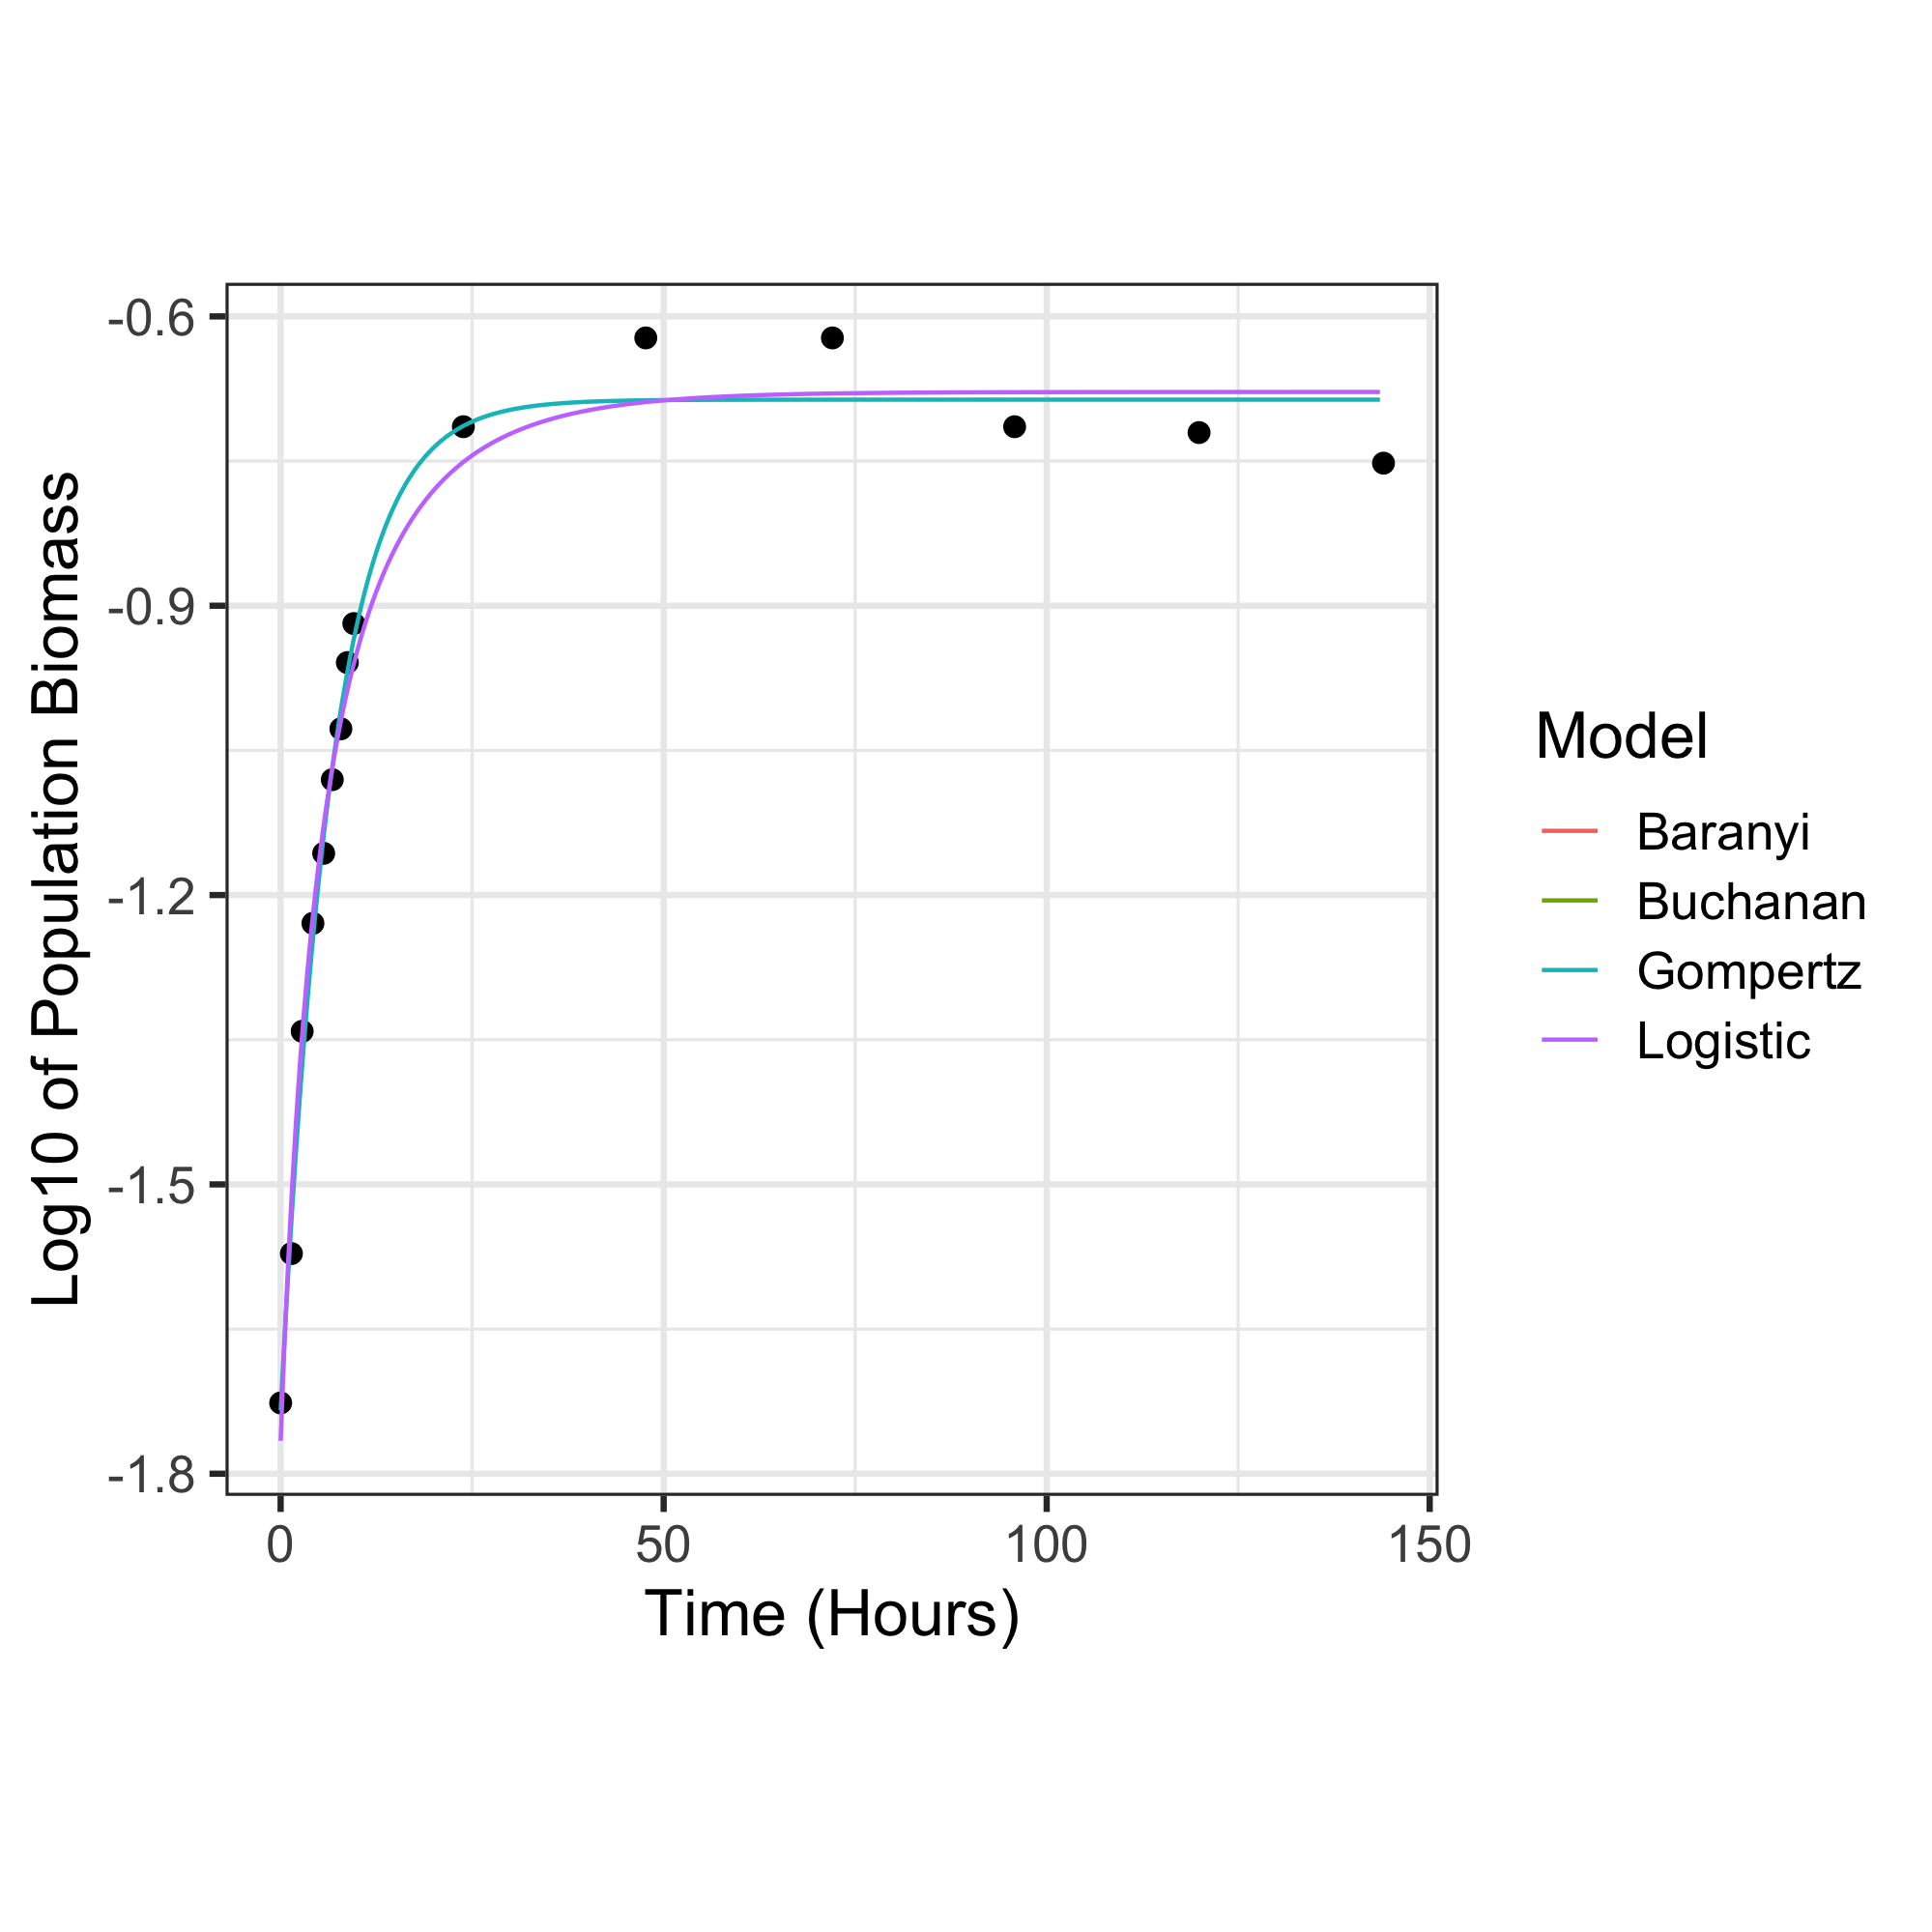 Log10 of Population Biomass
-0.6
-0.9
-1.2
-1.5
-1.8
0 50 100 150
Time (Hours)
Model
Baranyi
Buchanan
Gompertz
Logistic